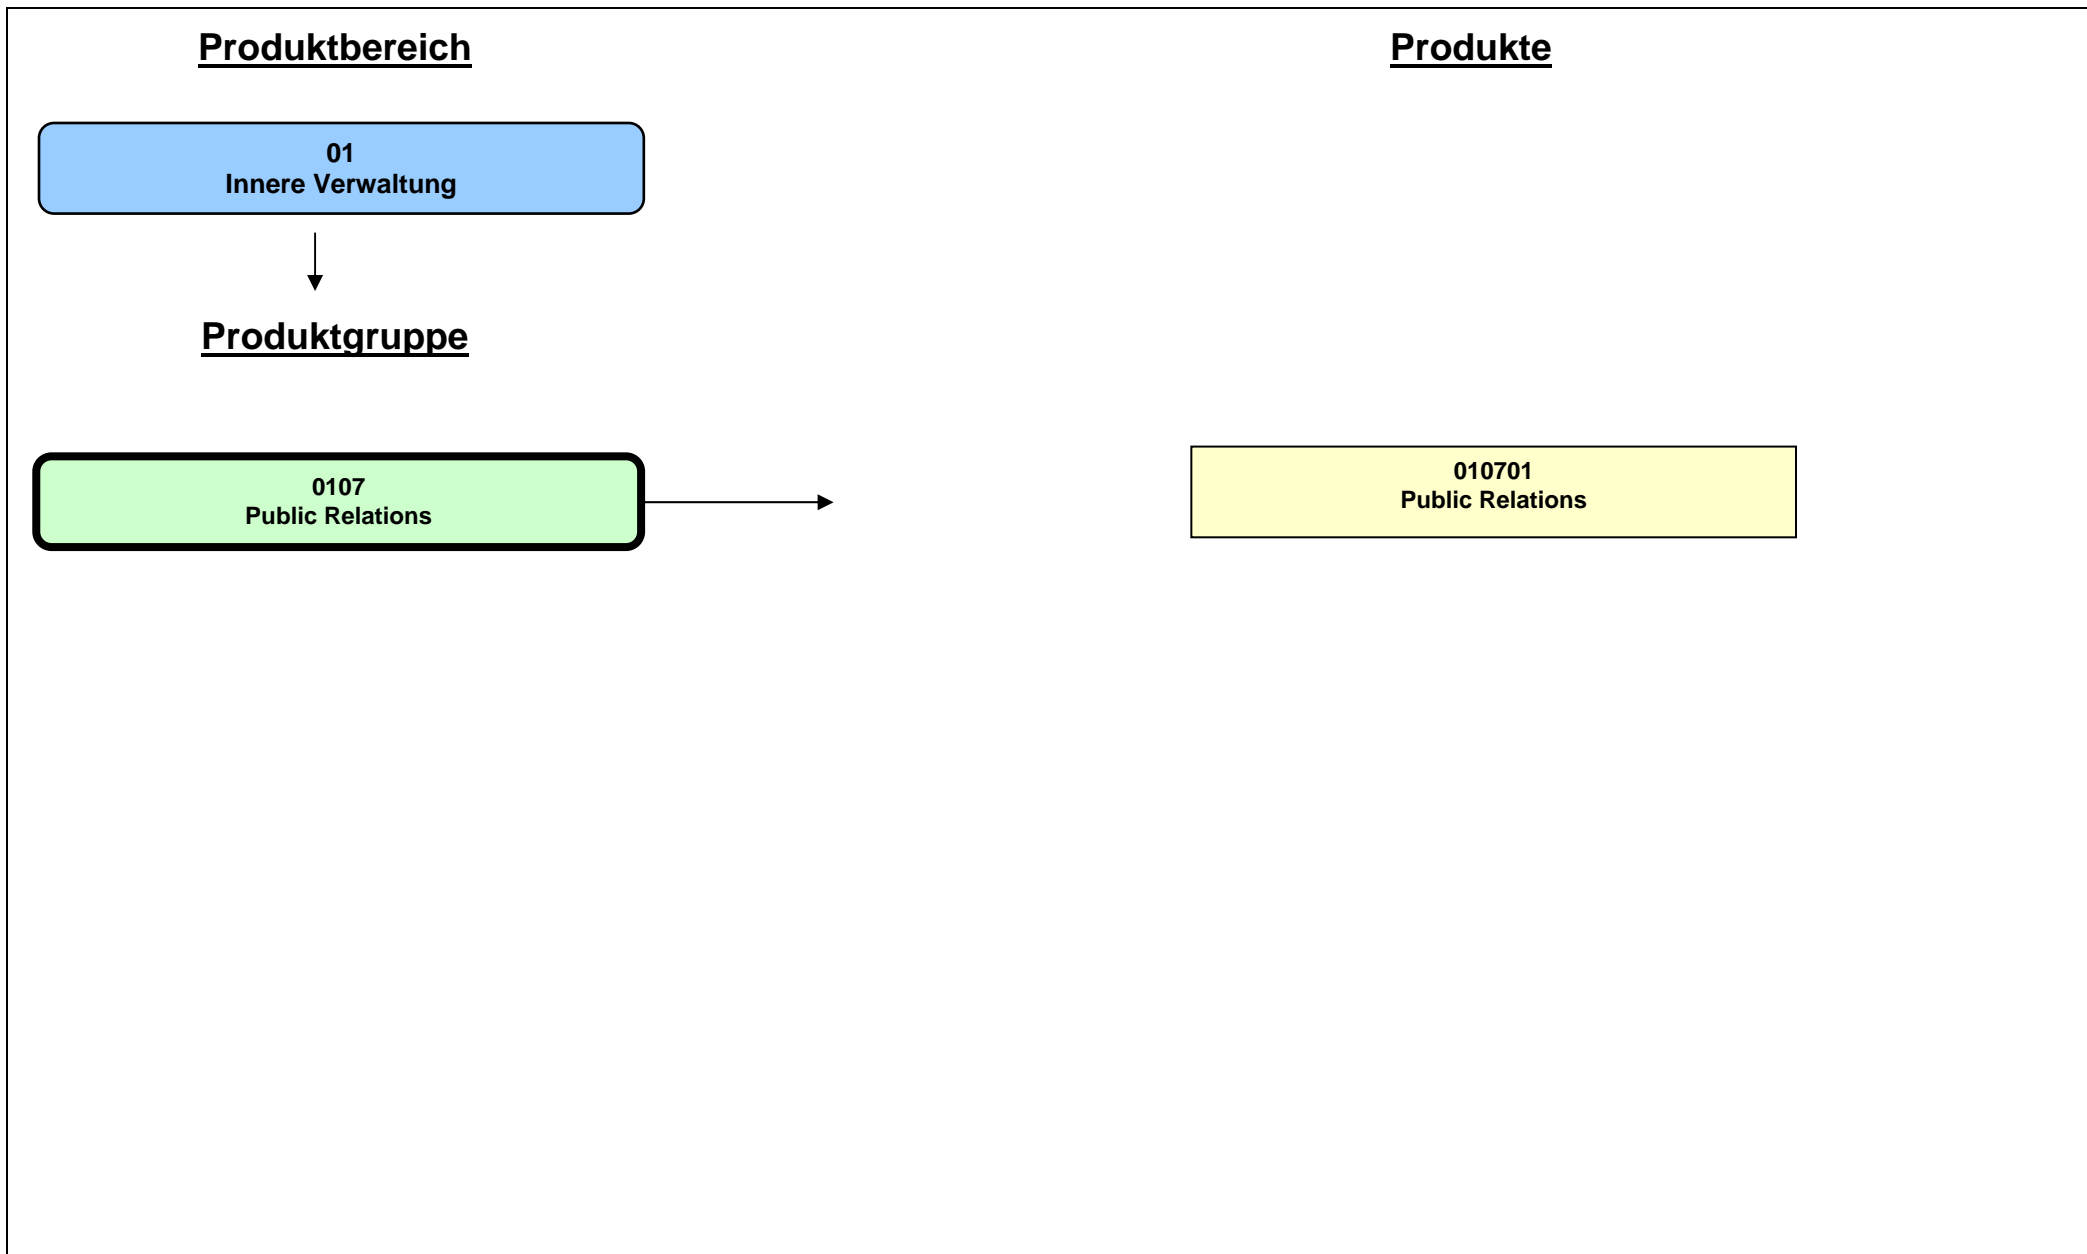 Produktbereich
Produkte
01
Innere Verwaltung
Produktgruppe
0107
Public Relations
010701
Public Relations